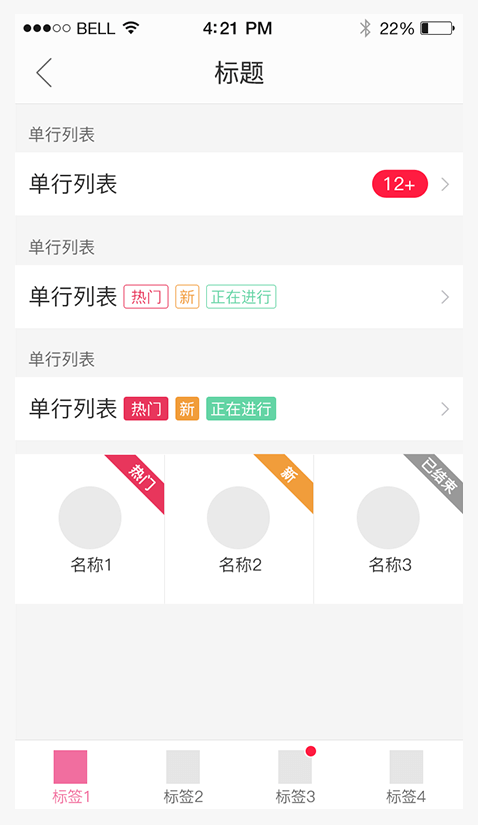 BELL 4:21 PM 22%
标题
单行列表
单行列表 12+
单行列表
单行列表 热门 新 正在进行
单行列表
单行列表 热门 新 正在进行
热门 新 已结束
名称1 名称2 名称3
标签1 标签2 标签3 标签4